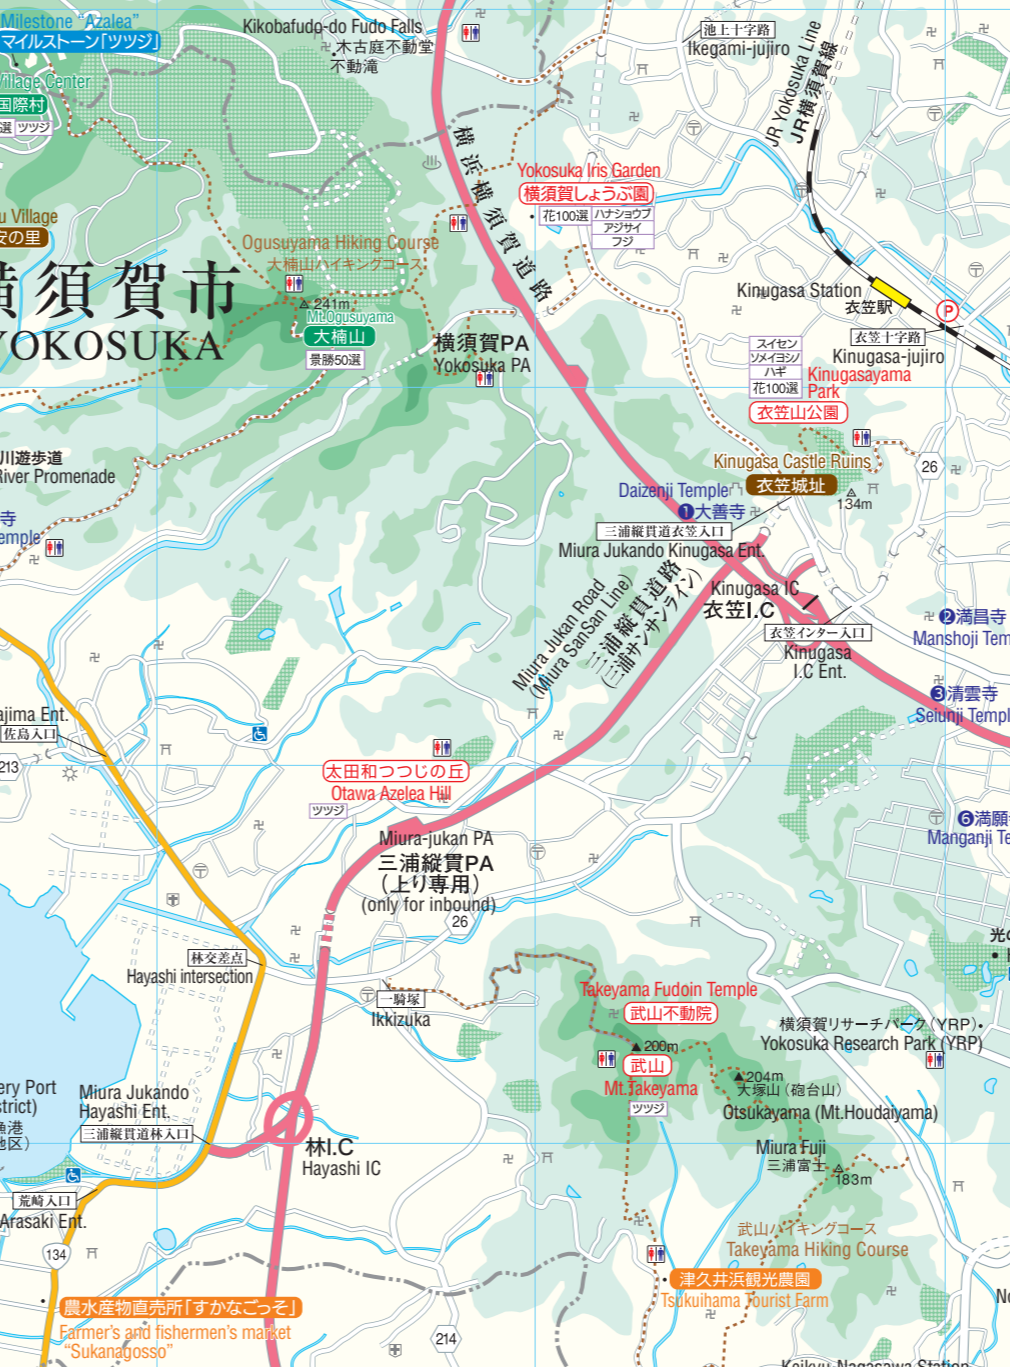 Milestone “Azalea”
マイルストーン「ツツジ」
Village Center
国際村
選 ツツジ
Kikobafudo-do Fudo Falls
木古庭不動堂
不動滝
池上十字路
Ikegami-jujiro
JR Yokosuka Line
JR横須賀線
横浜横須賀道路
Yokosuka Iris Garden
横須賀しょうぶ園
花100選
ハナショウブ
アジサイ
フジ
u Village
安の里
Ogusuyama Hiking Course
大楠山ハイキングコース
241m
Mt.Ogusuyama
大楠山
景勝50選
横須賀市
YOKOSUKA
横須賀PA
Yokosuka PA
Kinugasa Station
衣笠駅
P
衣笠十字路
Kinugasa-jujiro
スイセン
ソメイヨシノ
ハギ
花100選
Kinugasayama
Park
衣笠山公園
26
Kinugasa Castle Ruins
衣笠城址
134m
川遊歩道
River Promenade
寺
emple
Daizenji Temple
❶大善寺
三浦縦貫道衣笠入口
Miura Jukando Kinugasa Ent.
Kinugasa IC
衣笠I.C
衣笠インター入口
Kinugasa
I.C Ent.
Miura Jukan Road
(Miura SanSan Line)
三浦縦貫道路
(三浦サンサンライン)
❷満昌寺
Manshoji Tem
❸清雲寺
Seiunji Templ
❻満願
Manganji Te
ajima Ent.
佐島入口
213
太田和つつじの丘
Otawa Azelea Hill
ツツジ
Miura-jukan PA
三浦縦貫PA
(上り専用)
(only for inbound)
26
林交差点
Hayashi intersection
一騎塚
Ikkizuka
光の
Takeyama Fudoin Temple
武山不動院
200m
武山
Mt.Takeyama
ツツジ
横須賀リサーチパーク(YRP)
Yokosuka Research Park (YRP)
204m
大塚山(砲台山)
Otsukayama (Mt.Houdaiyama)
Miura Fuji
三浦富士
183m
ery Port
strict)
漁港
地区)
Miura Jukando
Hayashi Ent.
三浦縦貫道林入口
林I.C
Hayashi IC
荒崎入口
Arasaki Ent.
134
武山ハイキングコース
Takeyama Hiking Course
津久井浜観光農園
Tsukuihama Tourist Farm
農水産物直売所「すかなごっそ」
Farmer’s and fishermen’s market
“Sukanagosso”
214
No
Keikyu-Nagasawa Station